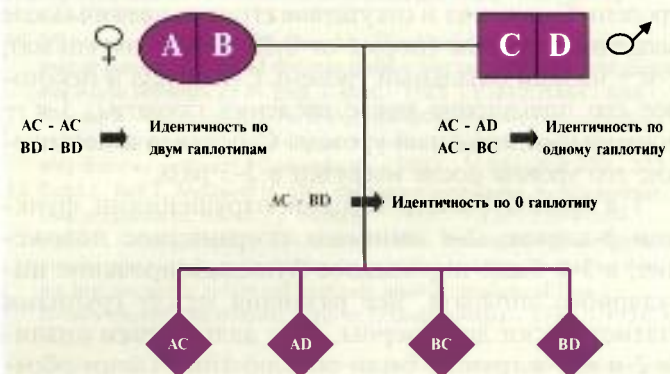 ♀ A B C D ♂
AC - AC
BD - BD
Идентичность по
двум гаплотипам
AC - AD
AC - BC
Идентичность по
одному гаплотипу
AC - BD
Идентичность по 0 гаплотипу
AC AD BC BD